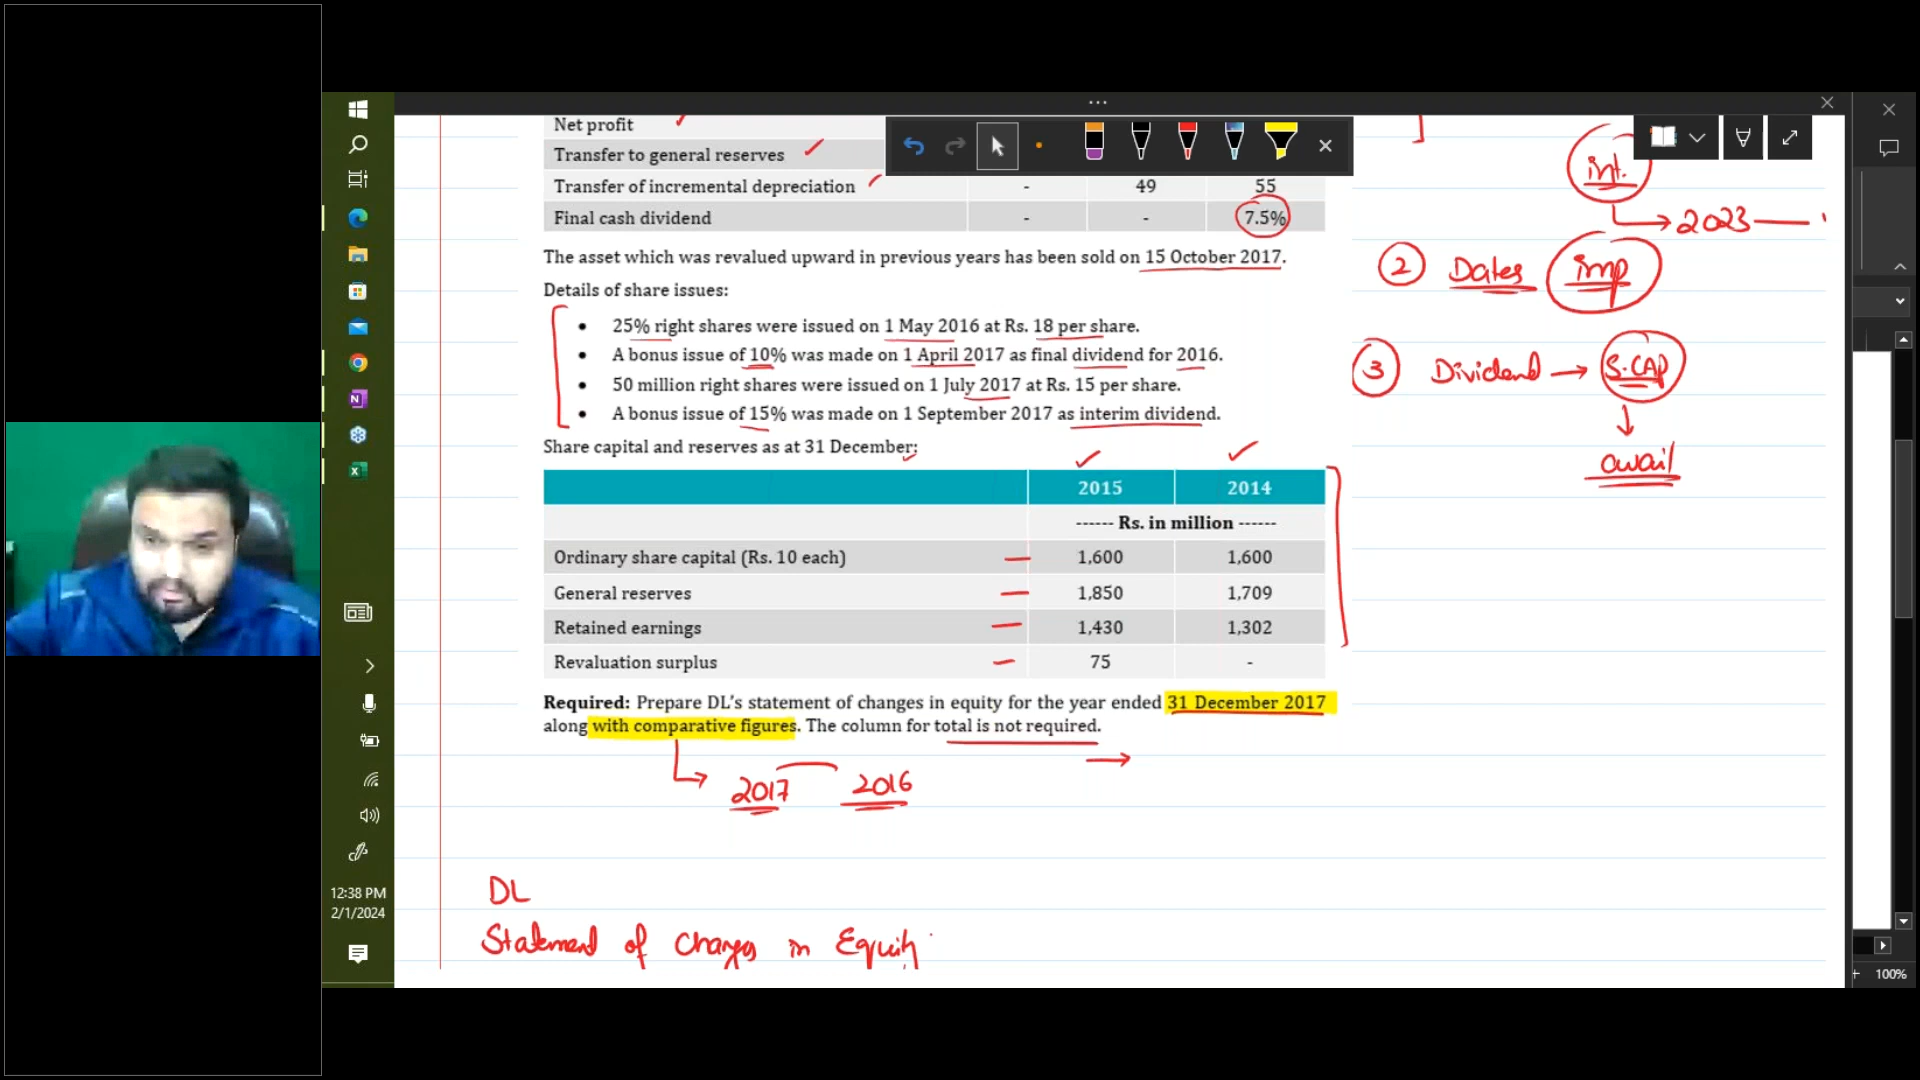 Net profit
Transfer to general reserves
Transfer of incremental depreciation - 49 55
Final cash dividend - - 7.5%
The asset which was revalued upward in previous years has been sold on 15 October 2017.
Details of share issues:
• 25% right shares were issued on 1 May 2016 at Rs. 18 per share.
• A bonus issue of 10% was made on 1 April 2017 as final dividend for 2016.
• 50 million right shares were issued on 1 July 2017 at Rs. 15 per share.
• A bonus issue of 15% was made on 1 September 2017 as interim dividend.
Share capital and reserves as at 31 December:
2015 2014
------ Rs. in million ------
Ordinary share capital (Rs. 10 each) 1,600 1,600
General reserves 1,850 1,709
Retained earnings 1,430 1,302
Revaluation surplus 75 -
Required: Prepare DL's statement of changes in equity for the year ended 31 December 2017
along with comparative figures. The column for total is not required.
2017 2016
DL
Statement of Changes in Equity
int.
2023
2 Dates imp
3 Dividend → S.CAP
avail
12:38 PM
2/1/2024
100%